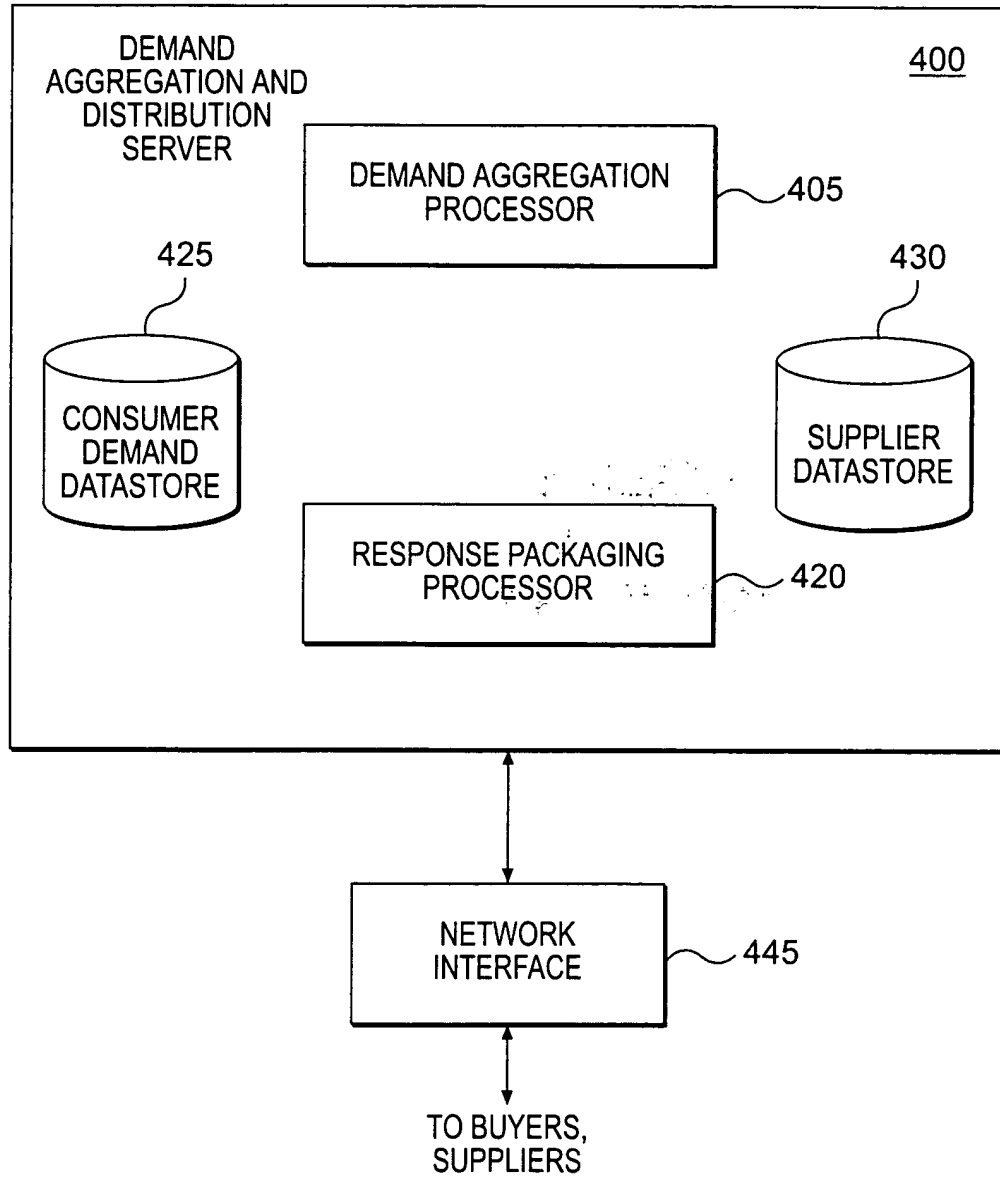 DEMAND
AGGREGATION AND
DISTRIBUTION
SERVER
400
DEMAND AGGREGATION
PROCESSOR
405
425
430
CONSUMER
DEMAND
DATASTORE
SUPPLIER
DATASTORE
RESPONSE PACKAGING
PROCESSOR
420
NETWORK
INTERFACE
445
TO BUYERS,
SUPPLIERS